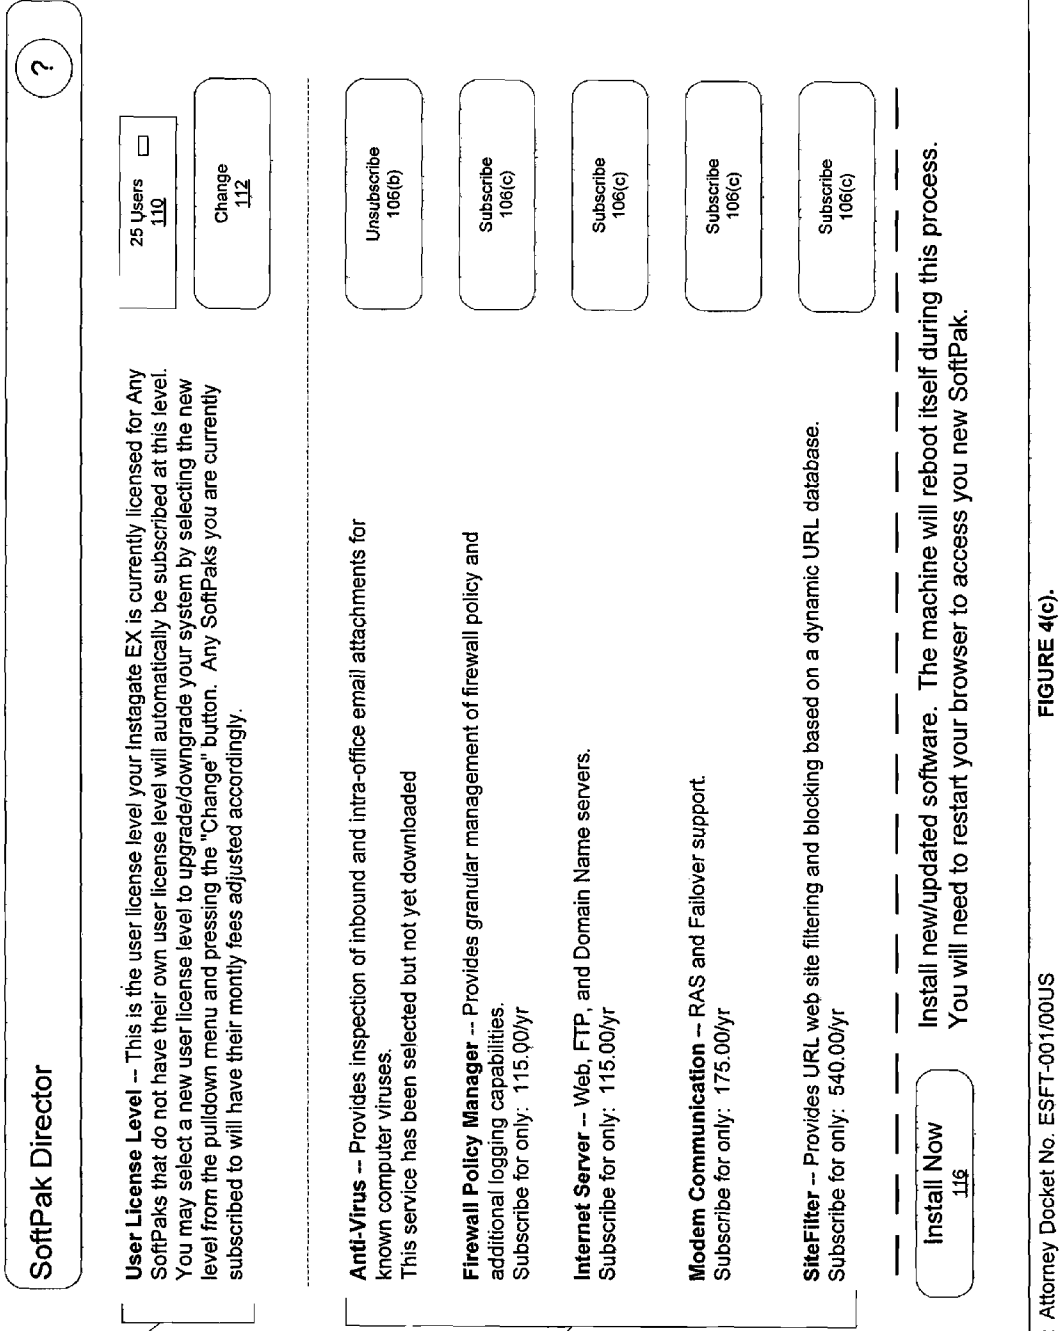 SoftPak Director
?
User License Level -- This is the user license level your Instagate EX is currently licensed for Any
SoftPaks that do not have their own user license level will automatically be subscribed at this level.
You may select a new user license level to upgrade/downgrade your system by selecting the new
level from the pulldown menu and pressing the "Change" button. Any SoftPaks you are currently
subscribed to will have their montly fees adjusted accordingly.
25 Users
110
Change
112
Anti-Virus -- Provides inspection of inbound and intra-office email attachments for
known computer viruses.
This service has been selected but not yet downloaded
Unsubscribe
106(b)
Firewall Policy Manager -- Provides granular management of firewall policy and
additional logging capabilities.
Subscribe for only: 115.00/yr
Subscribe
106(c)
Internet Server -- Web, FTP, and Domain Name servers.
Subscribe for only: 115.00/yr
Subscribe
106(c)
Modem Communication -- RAS and Failover support.
Subscribe for only: 175.00/yr
Subscribe
106(c)
SiteFilter -- Provides URL web site filtering and blocking based on a dynamic URL database.
Subscribe for only: 540.00/yr
Subscribe
106(c)
Install Now
116
Install new/updated software. The machine will reboot itself during this process.
You will need to restart your browser to access you new SoftPak.
FIGURE 4(c).
: Attorney Docket No. ESFT-001/00US